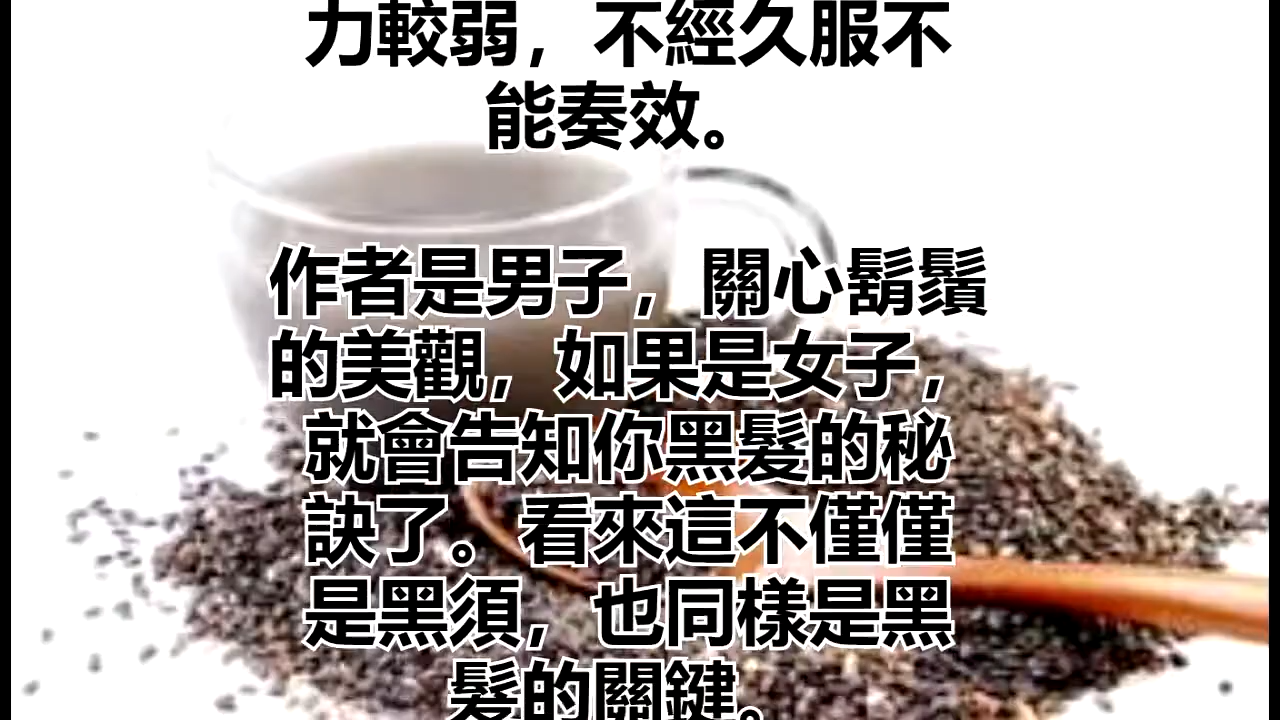 力較弱，不經久服不
能奏效。
作者是男子，關心鬍鬚
的美觀，如果是女子，
就會告知你黑髮的秘
訣了。看來這不僅僅
是黑須，也同樣是黑
髮的關鍵。